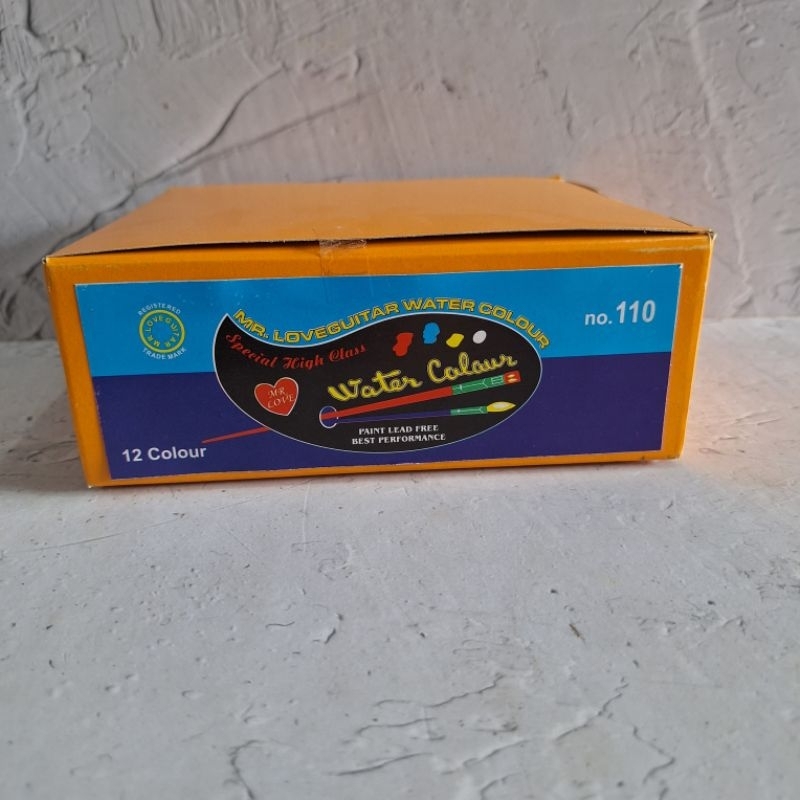 REGISTERED
MR LOVEGUITAR
TRADE MARK
MR. LOVEGUITAR WATER COLOUR
no.110
Special High Class
Water Colour
MR
LOVE
PAINT LEAD FREE
BEST PERFORMANCE
12 Colour